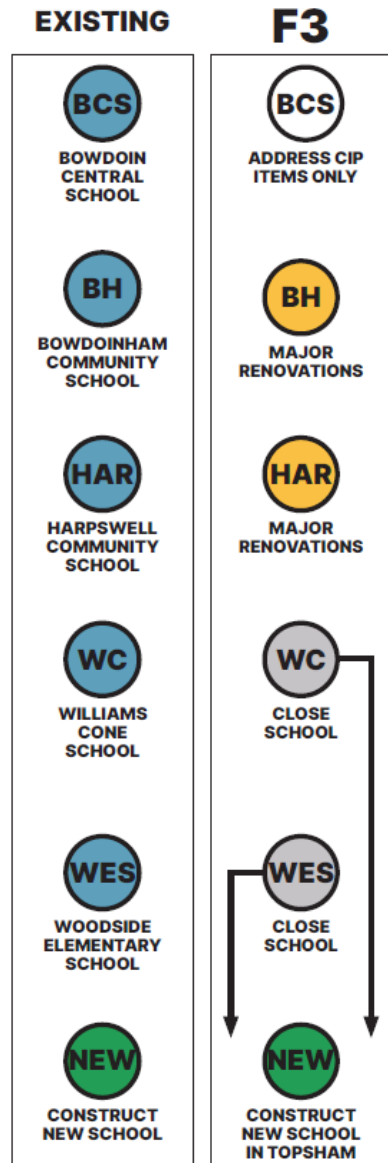 EXISTING
BCS
BOWDOIN
CENTRAL
SCHOOL
BH
BOWDOINHAM
COMMUNITY
SCHOOL
HAR
HARPSWELL
COMMUNITY
SCHOOL
WC
WILLIAMS
CONE
SCHOOL
WES
WOODSIDE
ELEMENTARY
SCHOOL
NEW
CONSTRUCT
NEW SCHOOL
F3
BCS
ADDRESS CIP
ITEMS ONLY
BH
MAJOR
RENOVATIONS
HAR
MAJOR
RENOVATIONS
WC
CLOSE
SCHOOL
WES
CLOSE
SCHOOL
NEW
CONSTRUCT
NEW SCHOOL
IN TOPSHAM